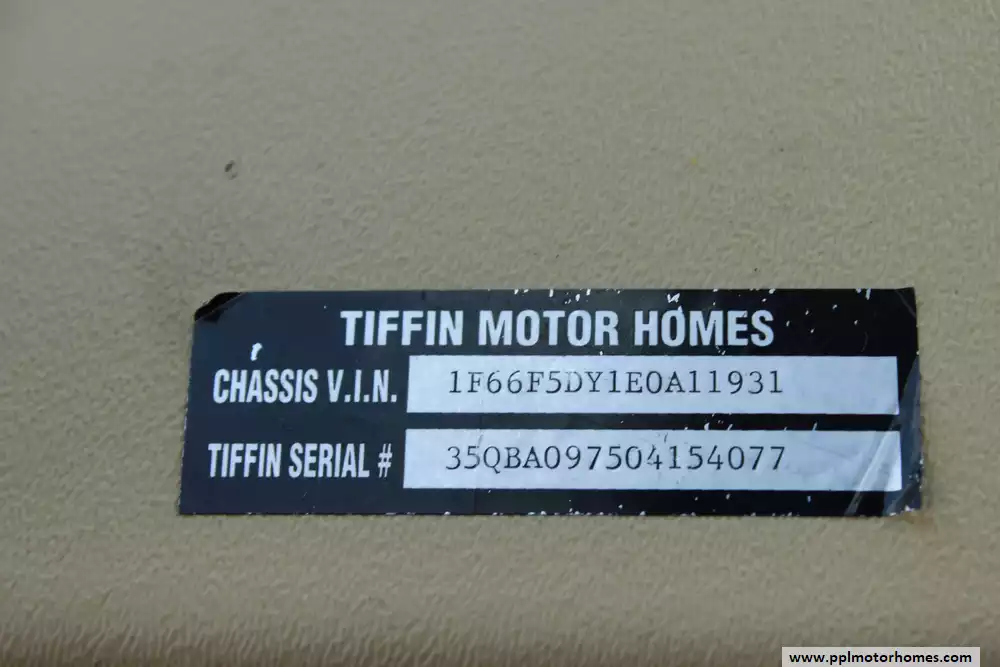 TIFFIN MOTOR HOMES
CHASSIS V.I.N. 1F66F5DY1E0A11931
TIFFIN SERIAL # 35QBA097504154077
www.pplmotorhomes.com